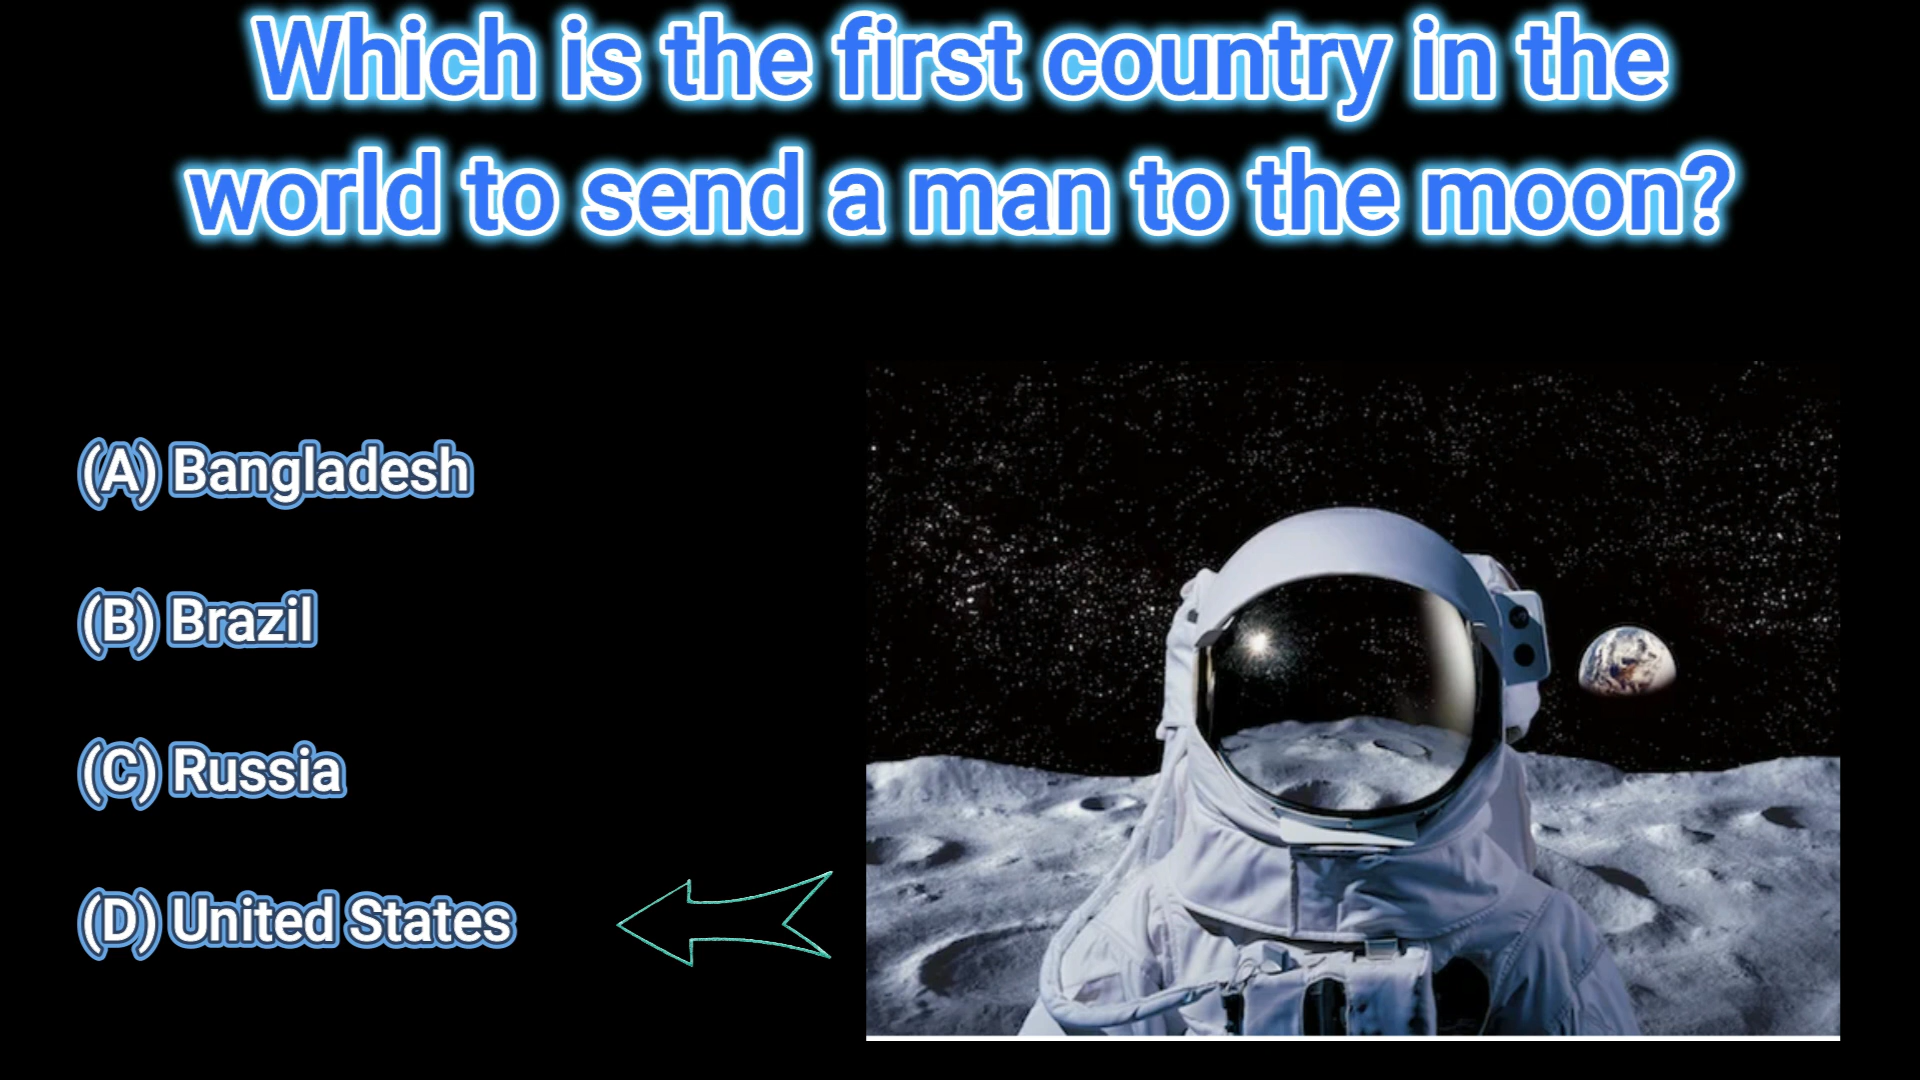 Which is the first country in the
world to send a man to the moon?
(A) Bangladesh
(B) Brazil
(C) Russia
(D) United States